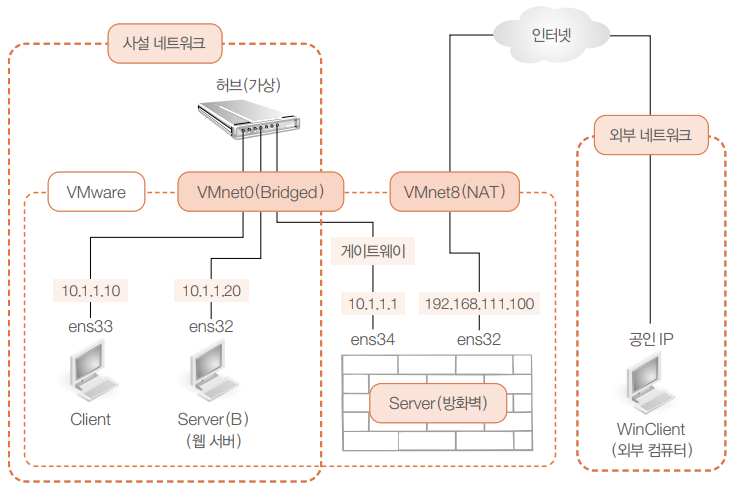 사설 네트워크
인터넷
허브(가상)
외부 네트워크
VMware
VMnet0(Bridged)
VMnet8(NAT)
게이트웨이
10.1.1.10
10.1.1.20
10.1.1.1
192.168.111.100
ens33
ens32
ens34
ens32
공인 IP
Server(방화벽)
Client
Server(B)
(웹 서버)
WinClient
(외부 컴퓨터)